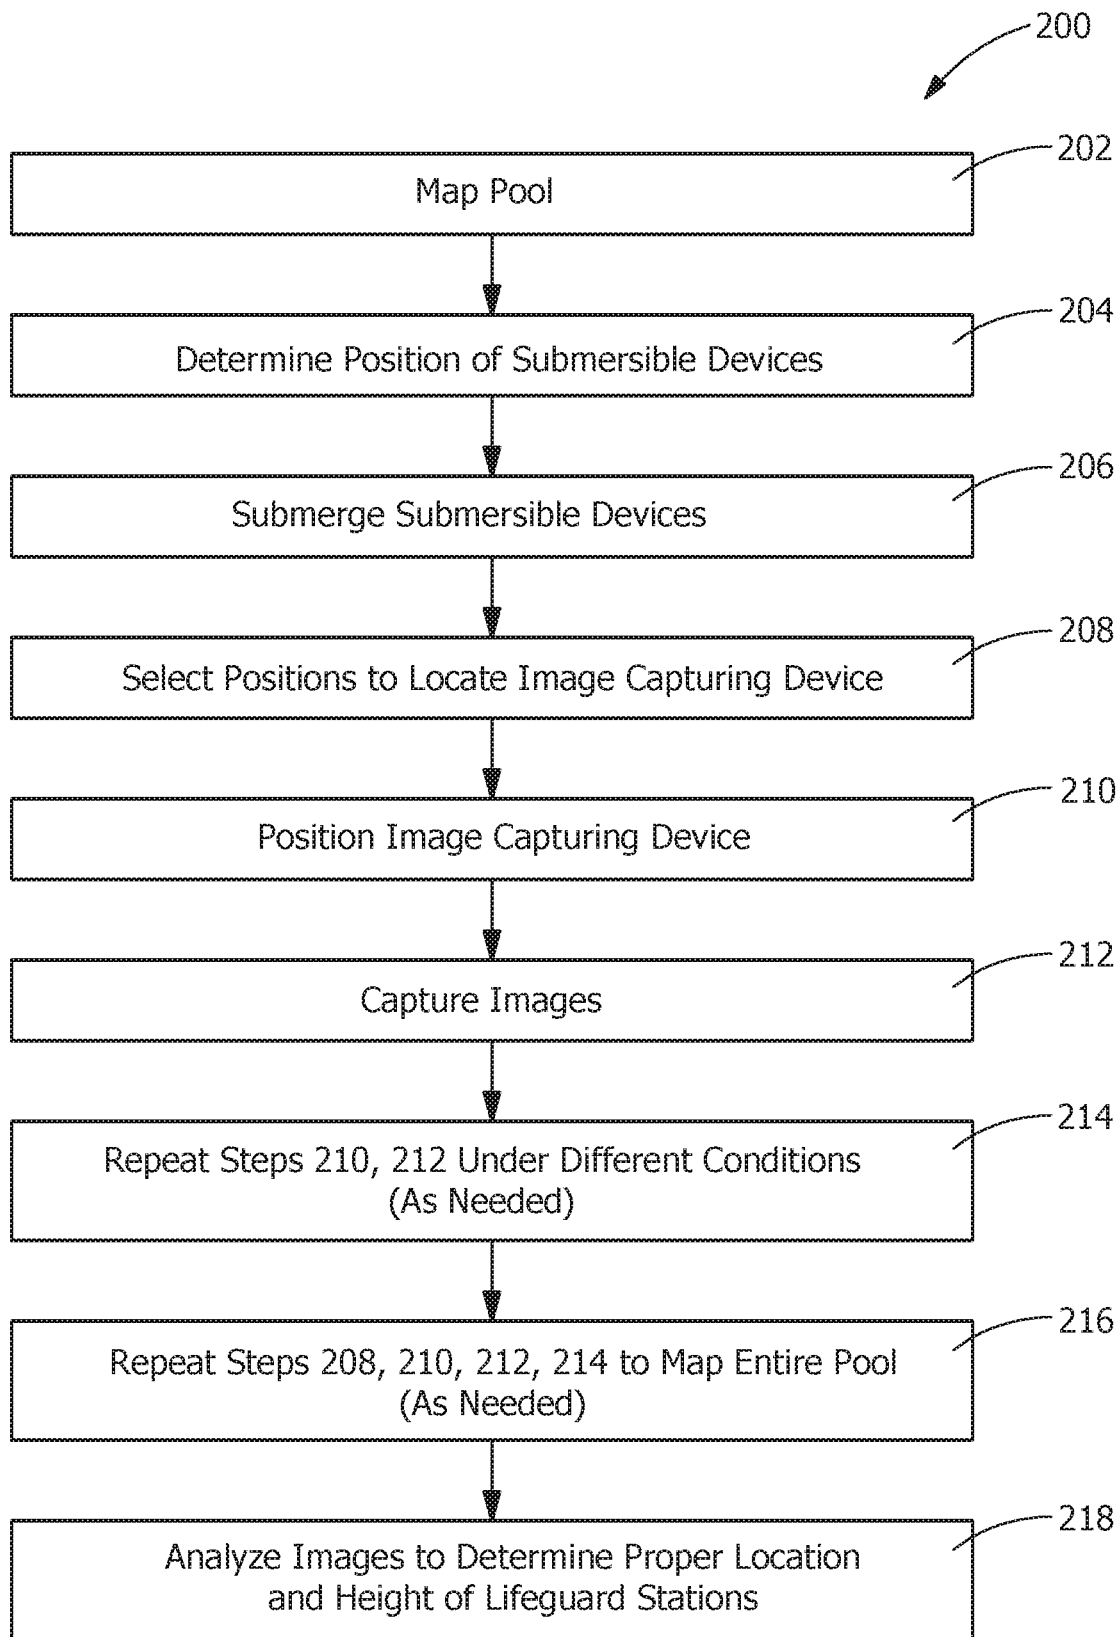 200
202
Map Pool
204
Determine Position of Submersible Devices
206
Submerge Submersible Devices
208
Select Positions to Locate Image Capturing Device
210
Position Image Capturing Device
212
Capture Images
214
Repeat Steps 210, 212 Under Different Conditions
(As Needed)
216
Repeat Steps 208, 210, 212, 214 to Map Entire Pool
(As Needed)
218
Analyze Images to Determine Proper Location
and Height of Lifeguard Stations